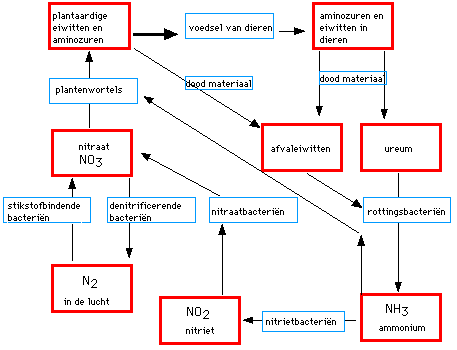 plantaardige
eiwitten en
aminozuren
voedsel van dieren
aminozuren en
eiwitten in
dieren
dood materiaal
dood materiaal
plantenwortels
nitraat
NO3
afvaleiwitten
ureum
stikstofbindende
bacteriën
denitrificerende
bacteriën
nitraatbacteriën
rottingsbacteriën
N2
in de lucht
NO2
nitriet
nitrietbacteriën
NH3
ammonium